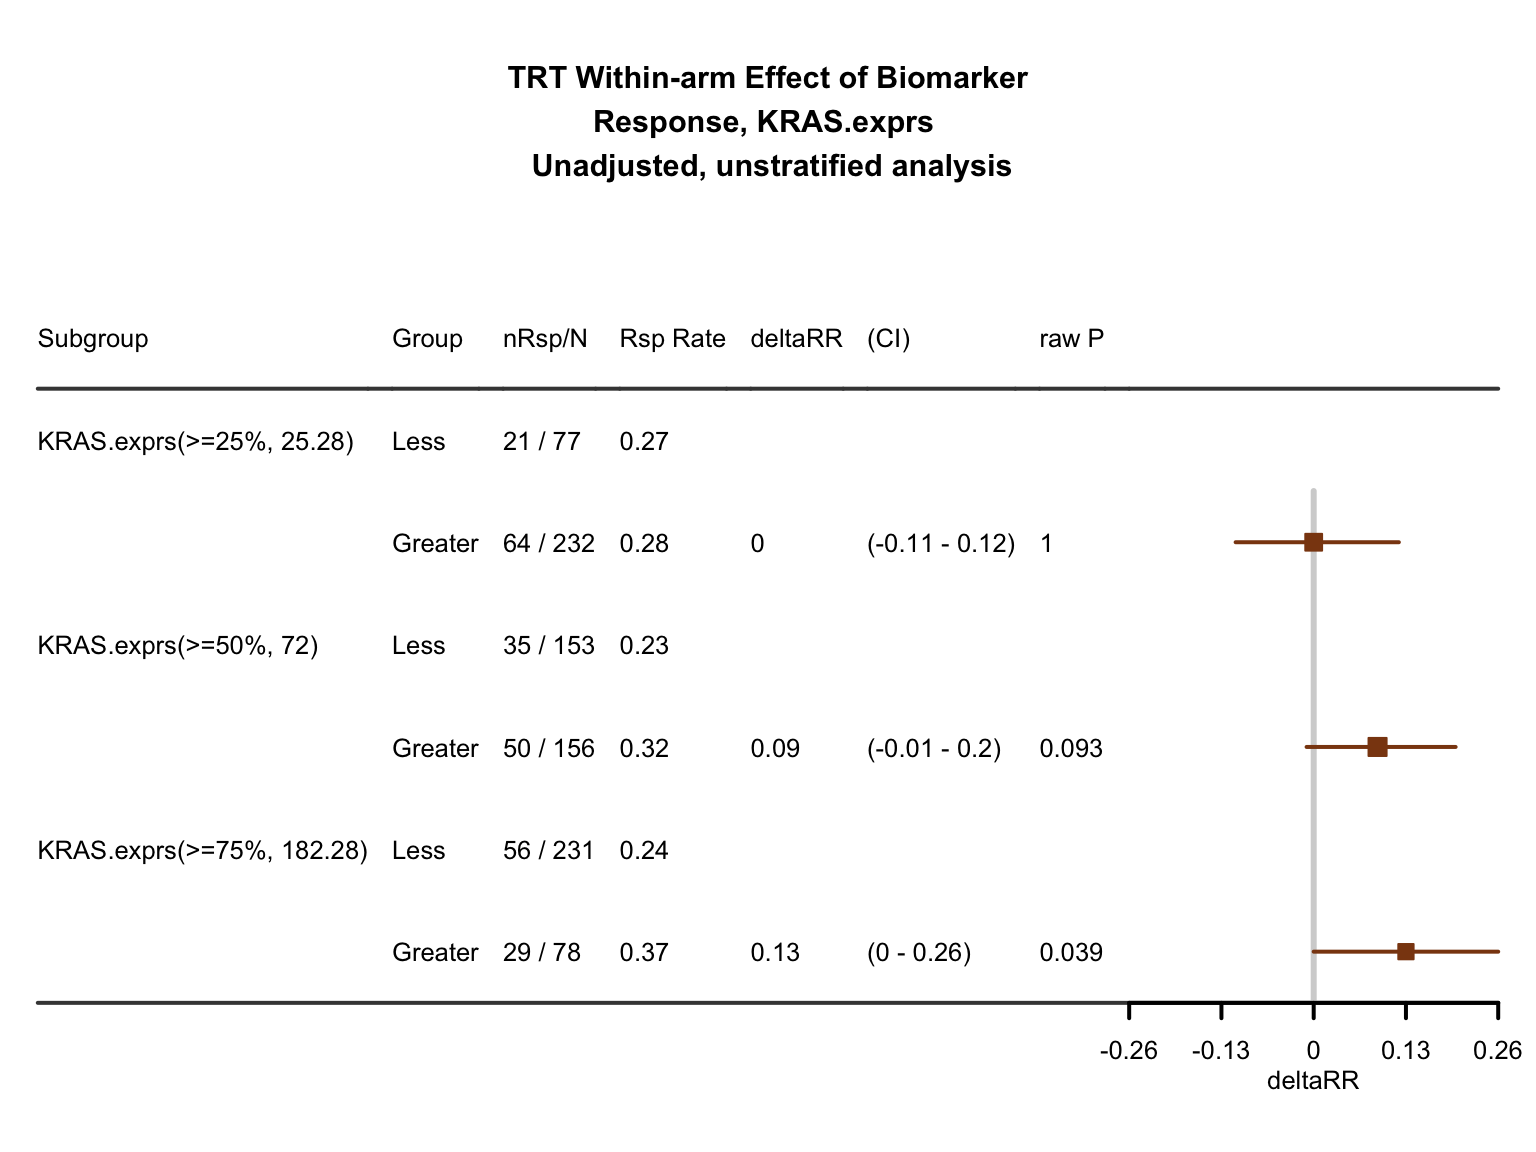 TRT Within-arm Effect of Biomarker
Response, KRAS.exprs
Unadjusted, unstratified analysis
Subgroup Group nRsp/N Rsp Rate deltaRR (CI) raw P
KRAS.exprs(>=25%, 25.28) Less 21 / 77 0.27
Greater 64 / 232 0.28 0 (-0.11 - 0.12) 1
KRAS.exprs(>=50%, 72) Less 35 / 153 0.23
Greater 50 / 156 0.32 0.09 (-0.01 - 0.2) 0.093
KRAS.exprs(>=75%, 182.28) Less 56 / 231 0.24
Greater 29 / 78 0.37 0.13 (0 - 0.26) 0.039
-0.26 -0.13 0 0.13 0.26
deltaRR